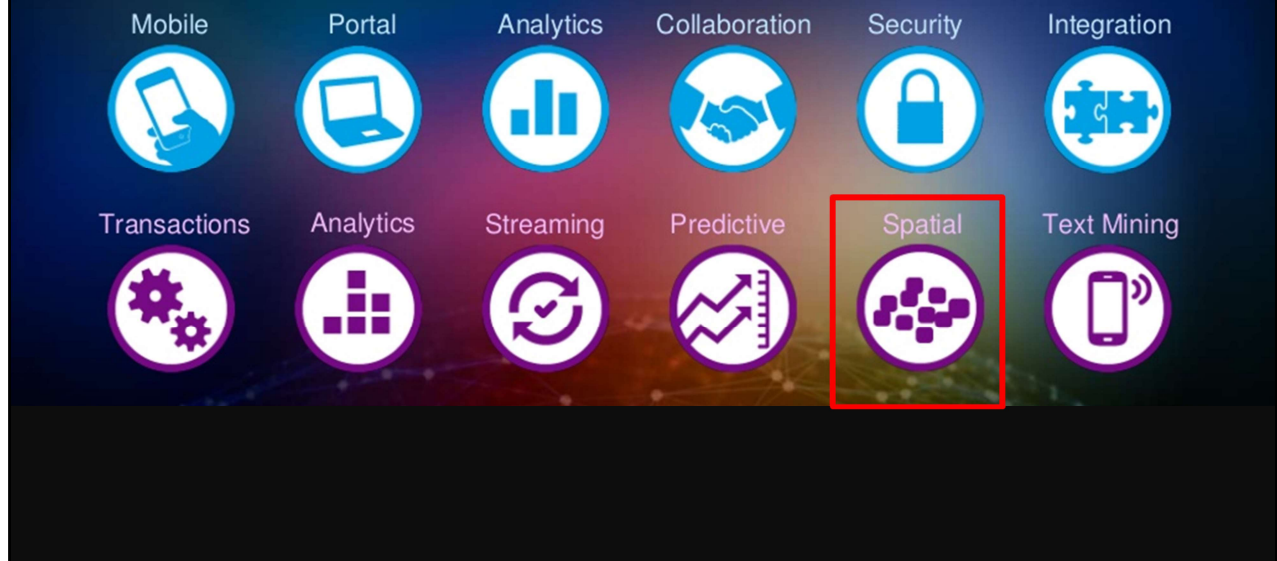 Mobile Portal Analytics Collaboration Security Integration
Transactions Analytics Streaming Predictive Spatial Text Mining